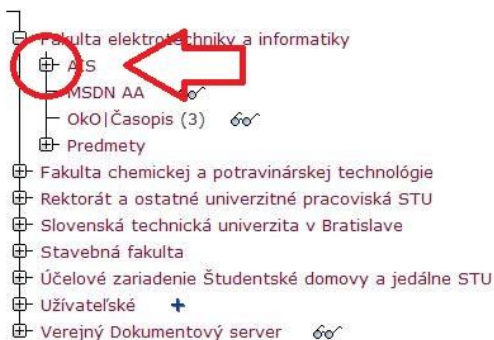 Fakulta elektrotechniky a informatiky
AIS
MSDN AA
OkO|Časopis (3)
Predmety
Fakulta chemickej a potravinárskej technológie
Rektorát a ostatné univerzitné pracoviská STU
Slovenská technická univerzita v Bratislave
Stavebná fakulta
Účelové zariadenie Študentské domovy a jedálne STU
Užívateľské
Verejný Dokumentový server